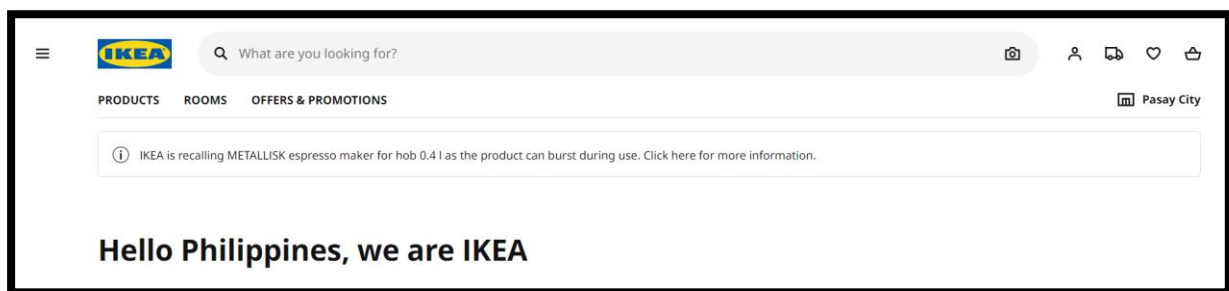 IKEA
What are you looking for?
PRODUCTS ROOMS OFFERS & PROMOTIONS
Pasay City
IKEA is recalling METALLISK espresso maker for hob 0.4 l as the product can burst during use. Click here for more information.
Hello Philippines, we are IKEA